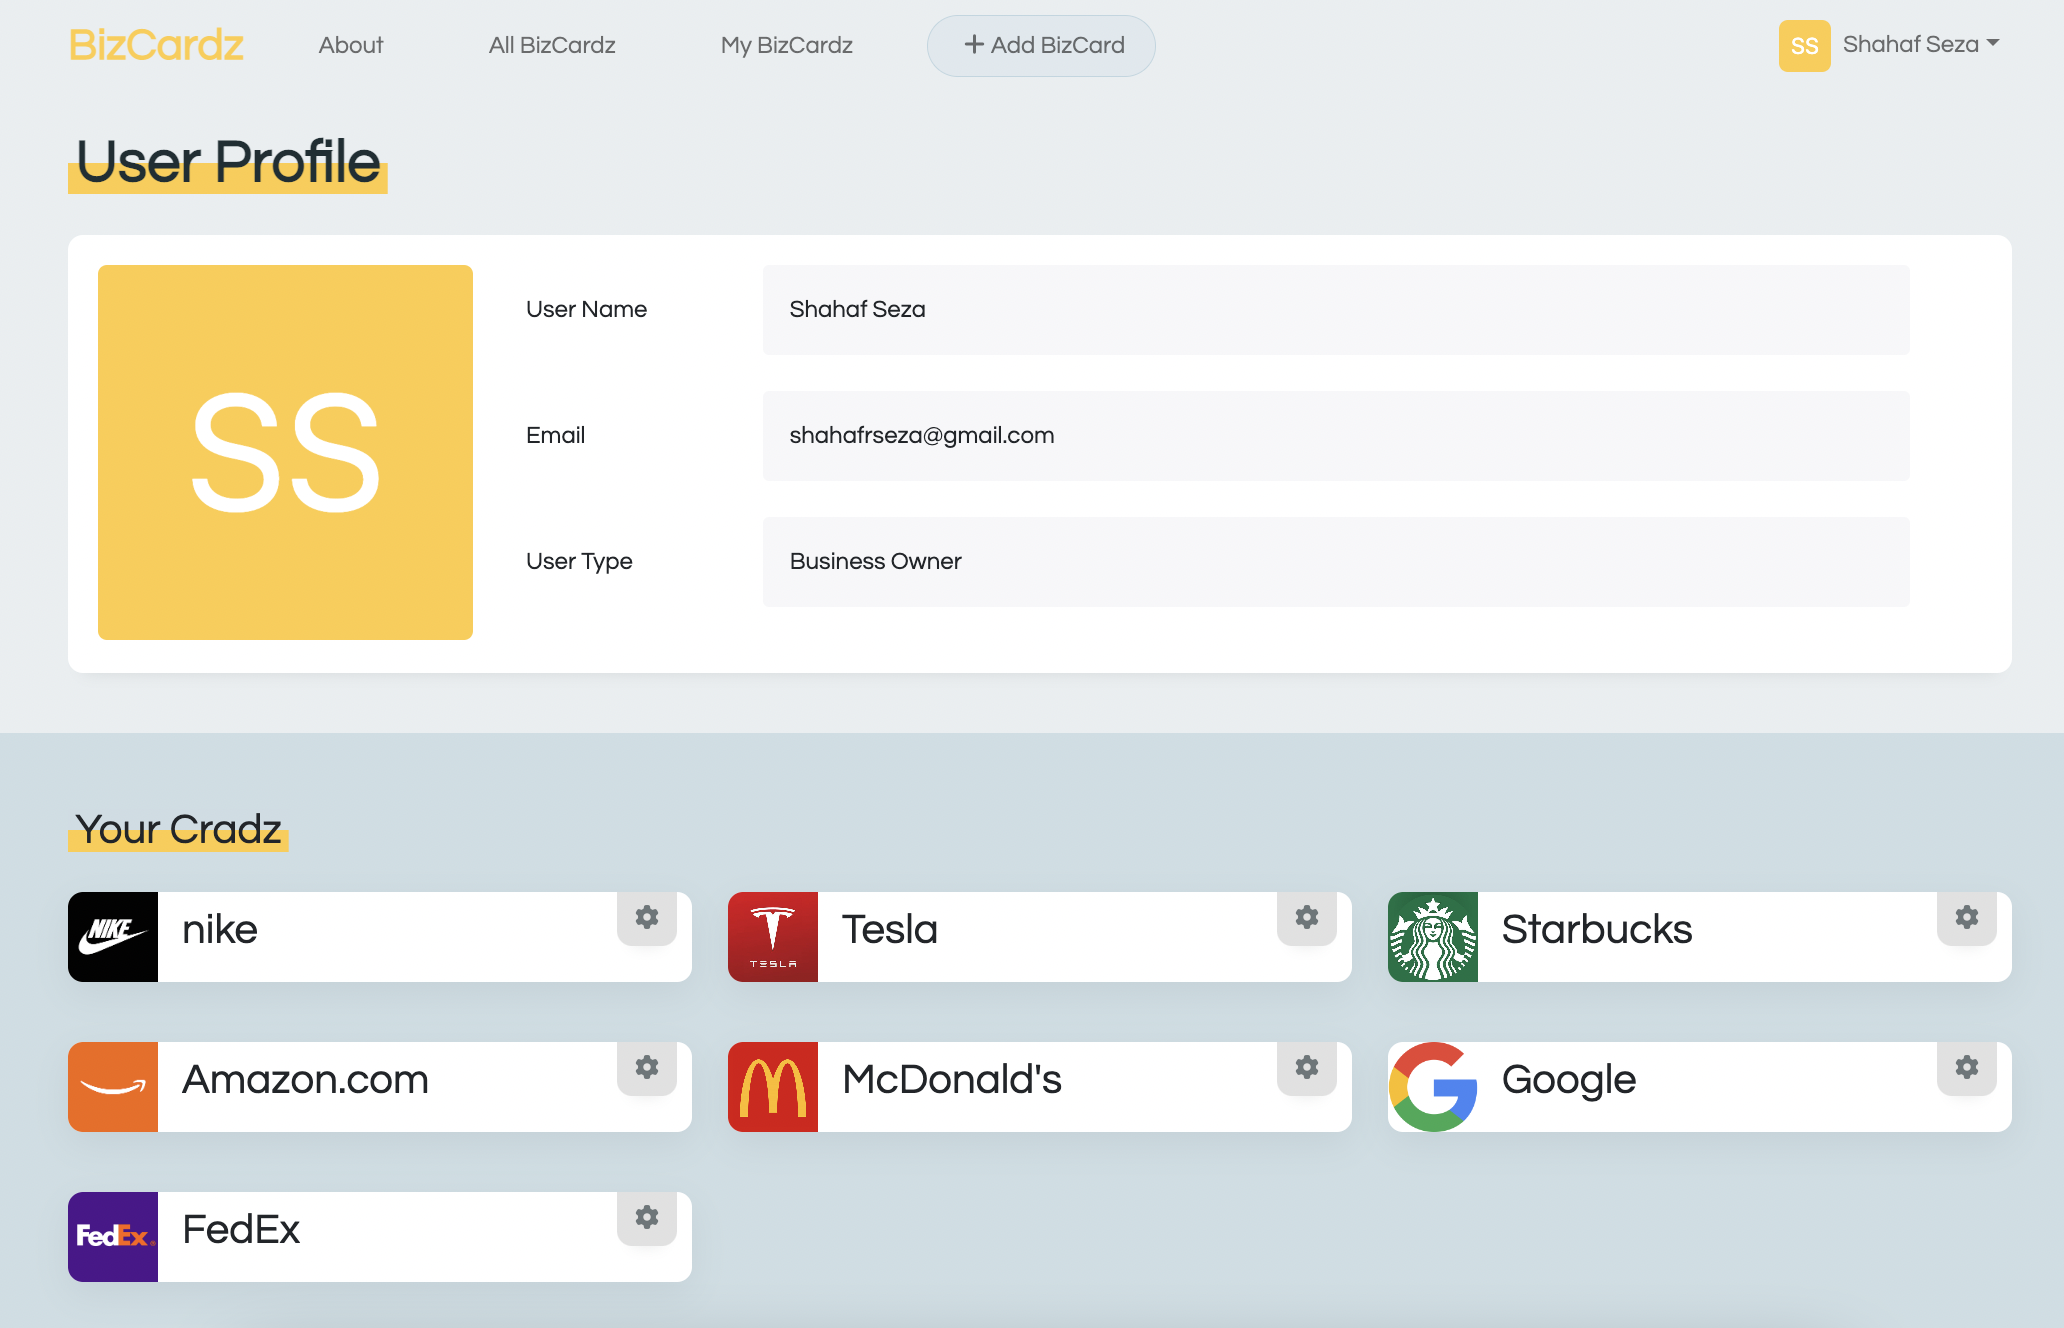 BizCardz About All BizCardz My BizCardz + Add BizCard SS Shahaf Seza
User Profile
SS
User Name Shahaf Seza
Email shahafrseza@gmail.com
User Type Business Owner
Your Cradz
NIKE nike
TESLA Tesla
Starbucks
Amazon.com
McDonald's
Google
FedEx FedEx